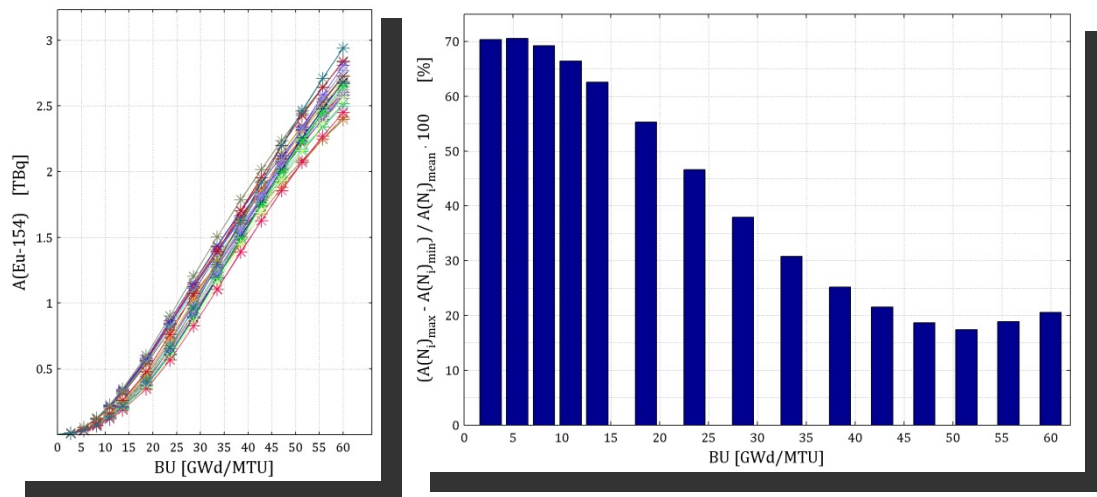 A(Eu-154) [TBq]
3
2.5
2
1.5
1
0.5
0 5 10 15 20 25 30 35 40 45 50 55 60
BU [GWd/MTU]
(A(Nᵢ)max - A(Nᵢ)min) / A(Nᵢ)mean · 100 [%]
70
60
50
40
30
20
10
0
0 5 10 15 20 25 30 35 40 45 50 55 60
BU [GWd/MTU]